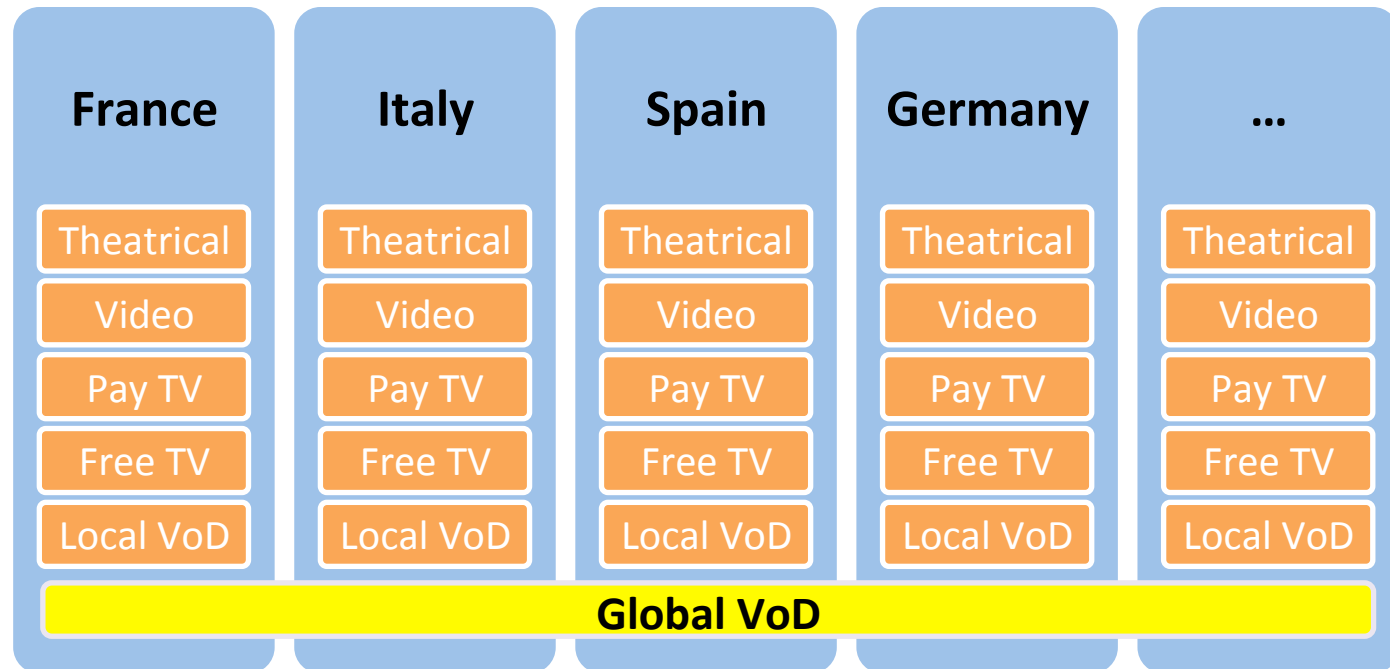 France Italy Spain Germany ...
Theatrical Theatrical Theatrical Theatrical Theatrical
Video Video Video Video Video
Pay TV Pay TV Pay TV Pay TV Pay TV
Free TV Free TV Free TV Free TV Free TV
Local VoD Local VoD Local VoD Local VoD Local VoD
Global VoD